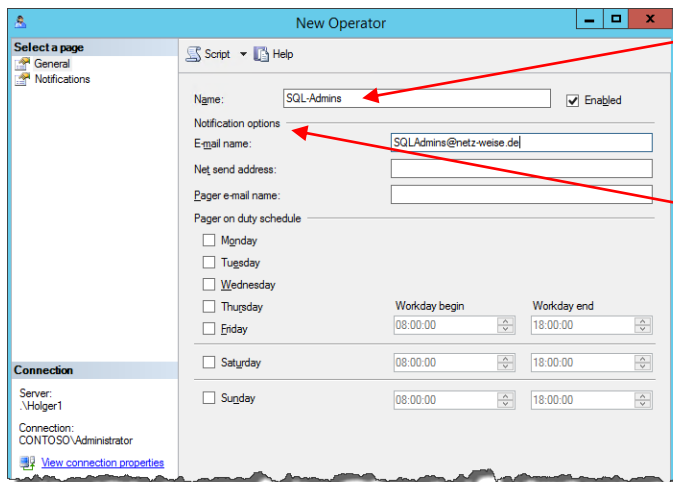 New Operator
Select a page
General
Notifications
Script Help
Name: SQL-Admins Enabled
Notification options
E-mail name: SQLAdmins@netz-weise.de
Net send address:
Pager e-mail name:
Pager on duty schedule
Monday
Tuesday
Wednesday
Thursday Workday begin Workday end
Friday 08:00:00 18:00:00
Saturday 08:00:00 18:00:00
Sunday 08:00:00 18:00:00
Connection
Server:
.\Holger1
Connection:
CONTOSO\Administrator
View connection properties